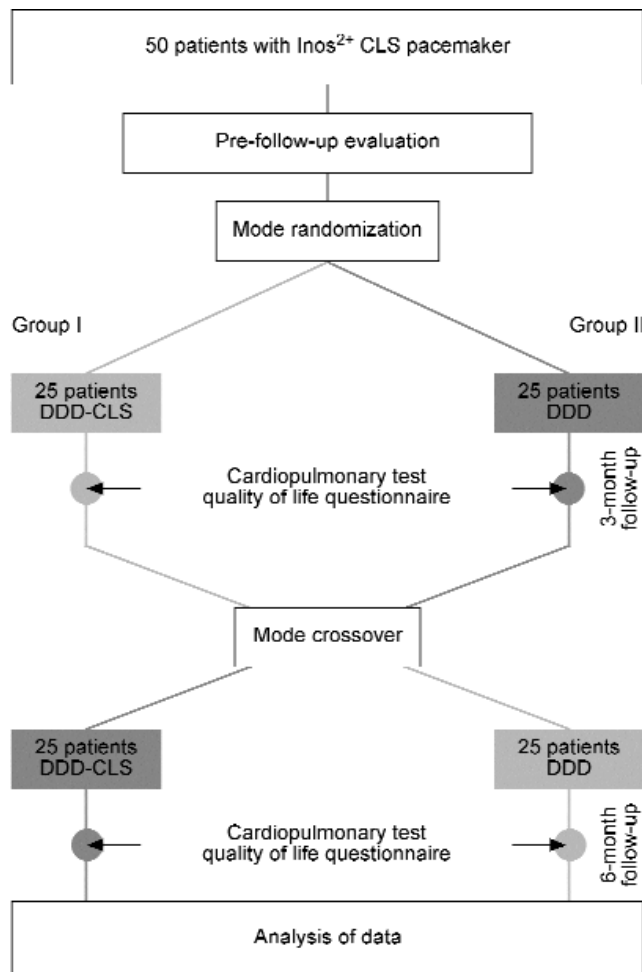 50 patients with Inos²⁺ CLS pacemaker
Pre-follow-up evaluation
Mode randomization
Group I
Group II
25 patients
DDD-CLS
25 patients
DDD
Cardiopulmonary test
quality of life questionnaire
3-month
follow-up
Mode crossover
25 patients
DDD-CLS
25 patients
DDD
Cardiopulmonary test
quality of life questionnaire
6-month
follow-up
Analysis of data